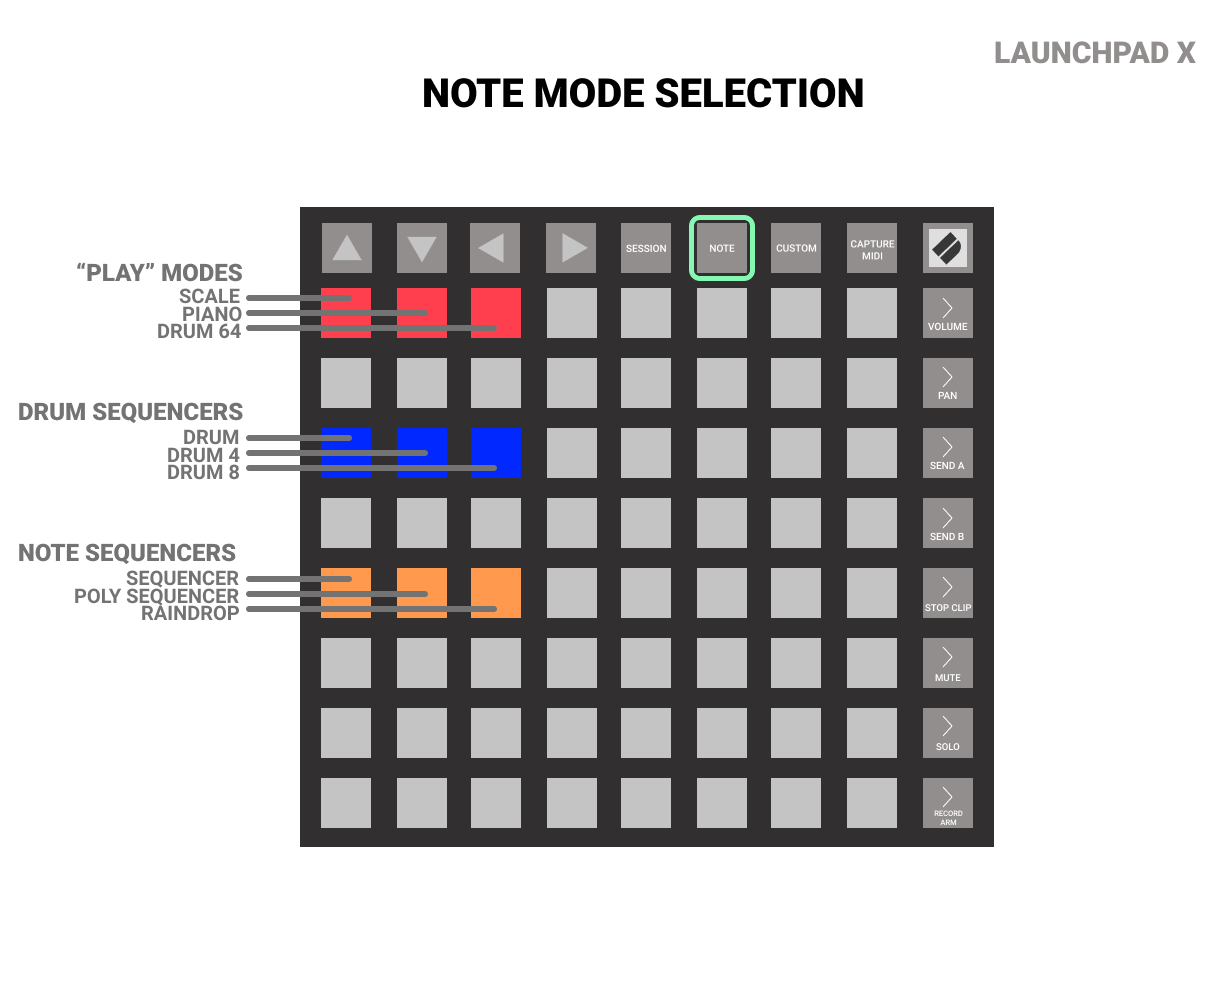 LAUNCHPAD X
NOTE MODE SELECTION
SESSION
NOTE
CUSTOM
CAPTURE
MIDI
“PLAY” MODES
SCALE
PIANO
DRUM 64
VOLUME
PAN
DRUM SEQUENCERS
DRUM
DRUM 4
DRUM 8
SEND A
SEND B
NOTE SEQUENCERS
SEQUENCER
POLY SEQUENCER
RAINDROP
STOP CLIP
MUTE
SOLO
RECORD
ARM